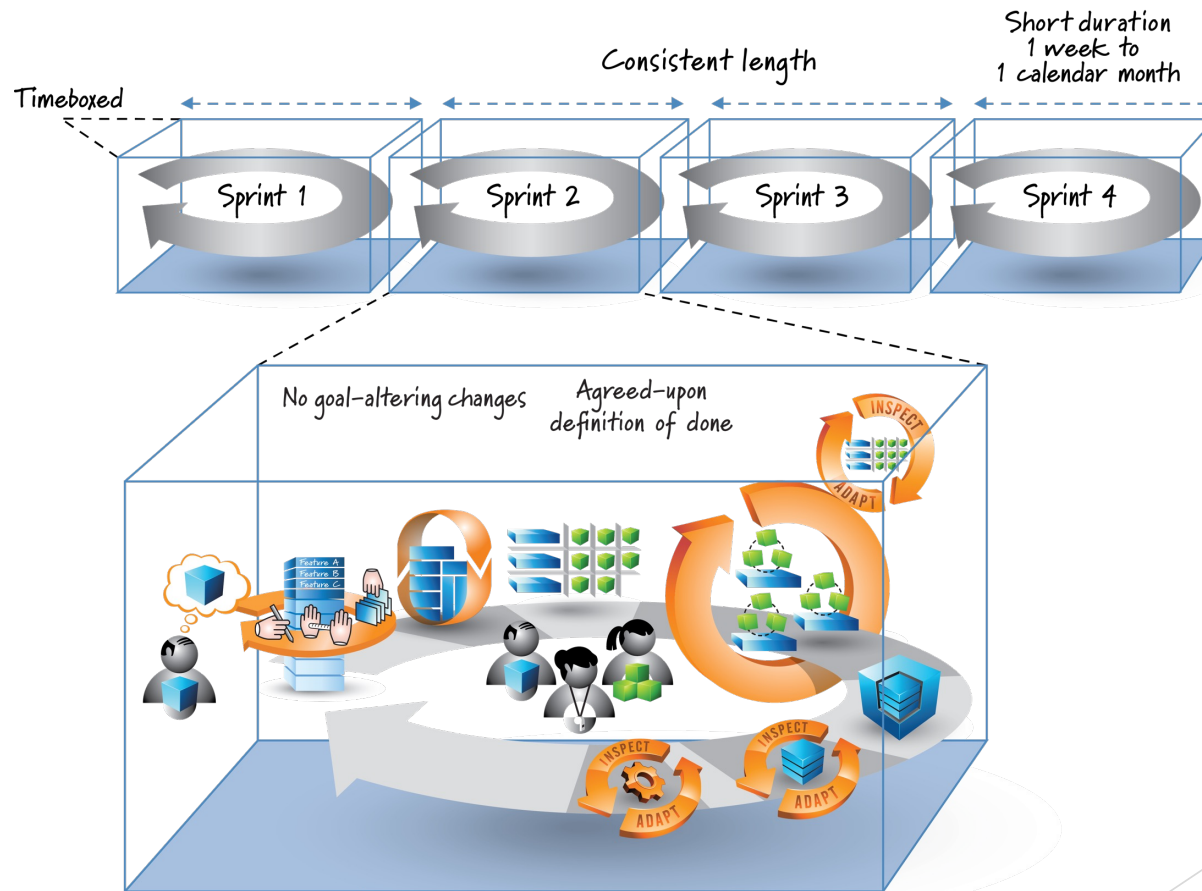 Short duration
1 week to
1 calendar month
Consistent length
Timeboxed
Sprint 1
Sprint 2
Sprint 3
Sprint 4
No goal-altering changes
Agreed-upon
definition of done
INSPECT
ADAPT
Feature A
Feature B
Feature C
INSPECT
ADAPT
INSPECT
ADAPT